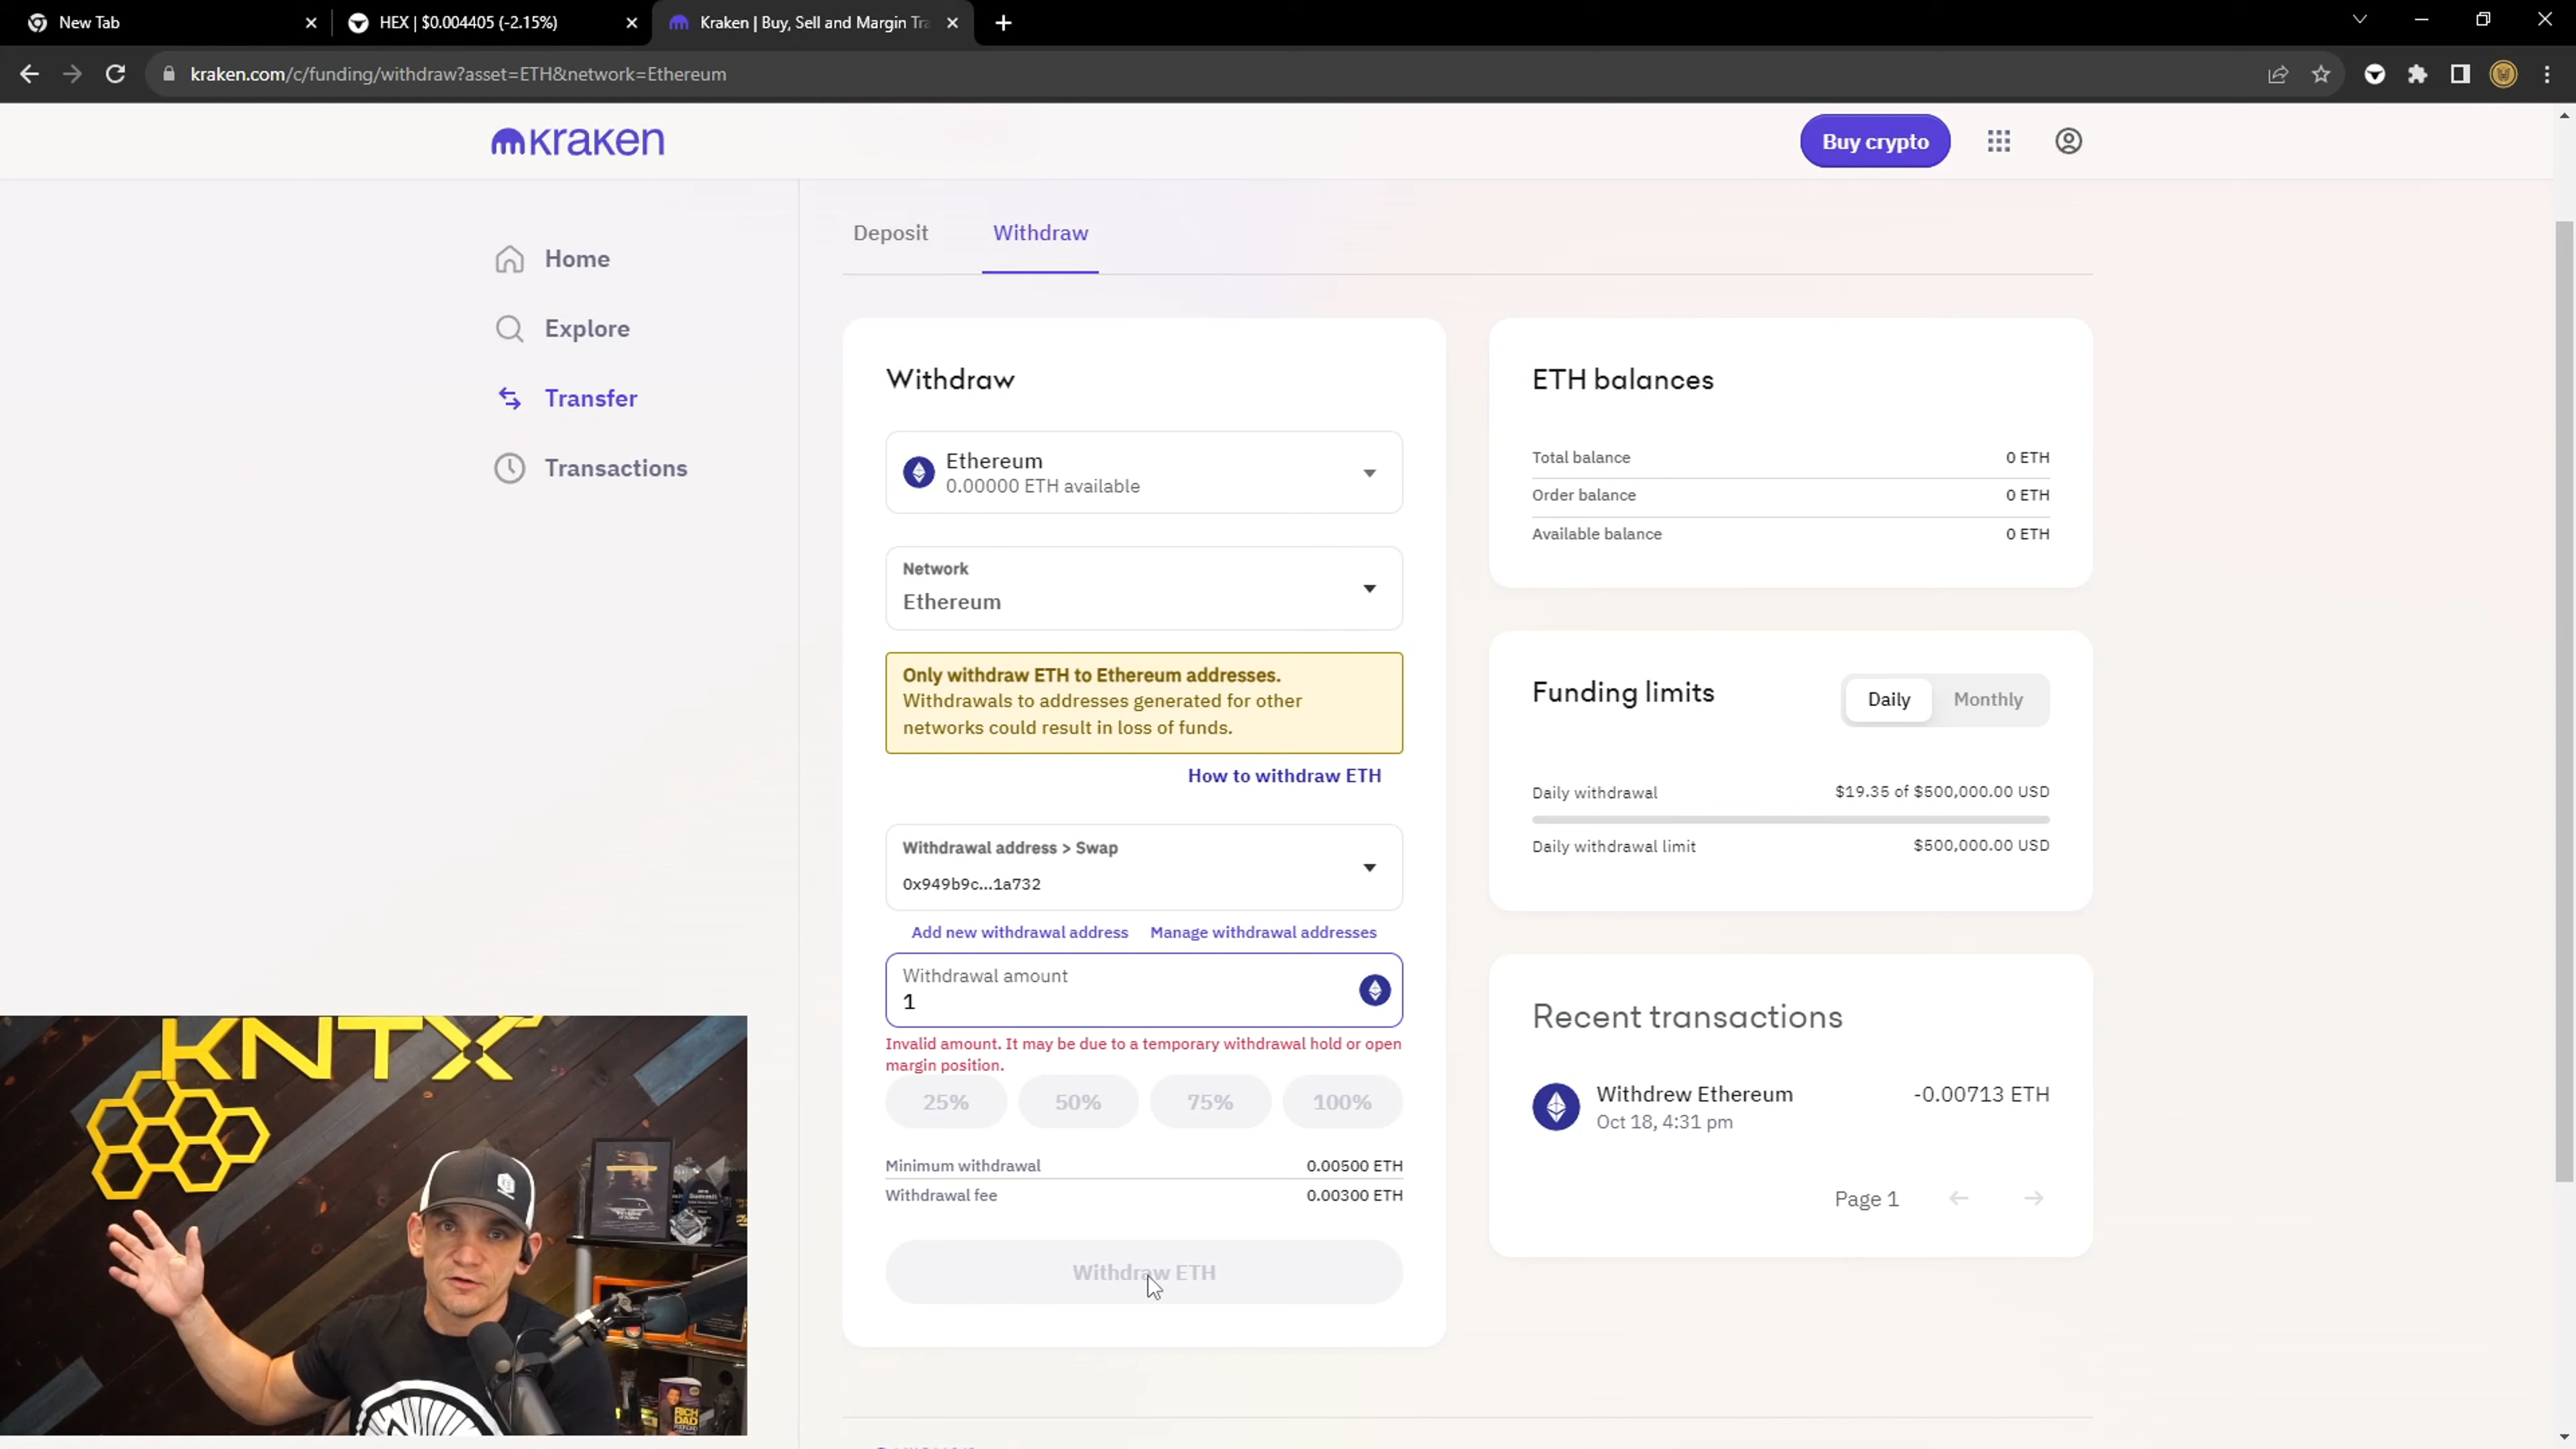 New Tab
HEX | $0.004405 (-2.15%)
Kraken | Buy, Sell and Margin Tra
kraken.com/c/funding/withdraw?asset=ETH&network=Ethereum
kraken
Buy crypto
Home
Explore
Transfer
Transactions
Deposit
Withdraw
Withdraw
Ethereum
0.00000 ETH available
Network
Ethereum
Only withdraw ETH to Ethereum addresses.
Withdrawals to addresses generated for other
networks could result in loss of funds.
How to withdraw ETH
Withdrawal address > Swap
0x949b9c...1a732
Add new withdrawal address
Manage withdrawal addresses
Withdrawal amount
1
Invalid amount. It may be due to a temporary withdrawal hold or open
margin position.
25%
50%
75%
100%
Minimum withdrawal
0.00500 ETH
Withdrawal fee
0.00300 ETH
Withdraw ETH
ETH balances
Total balance
0 ETH
Order balance
0 ETH
Available balance
0 ETH
Funding limits
Daily
Monthly
Daily withdrawal
$19.35 of $500,000.00 USD
Daily withdrawal limit
$500,000.00 USD
Recent transactions
Withdrew Ethereum
-0.00713 ETH
Oct 18, 4:31 pm
Page 1
KNTX
Summit
RICH
DAD